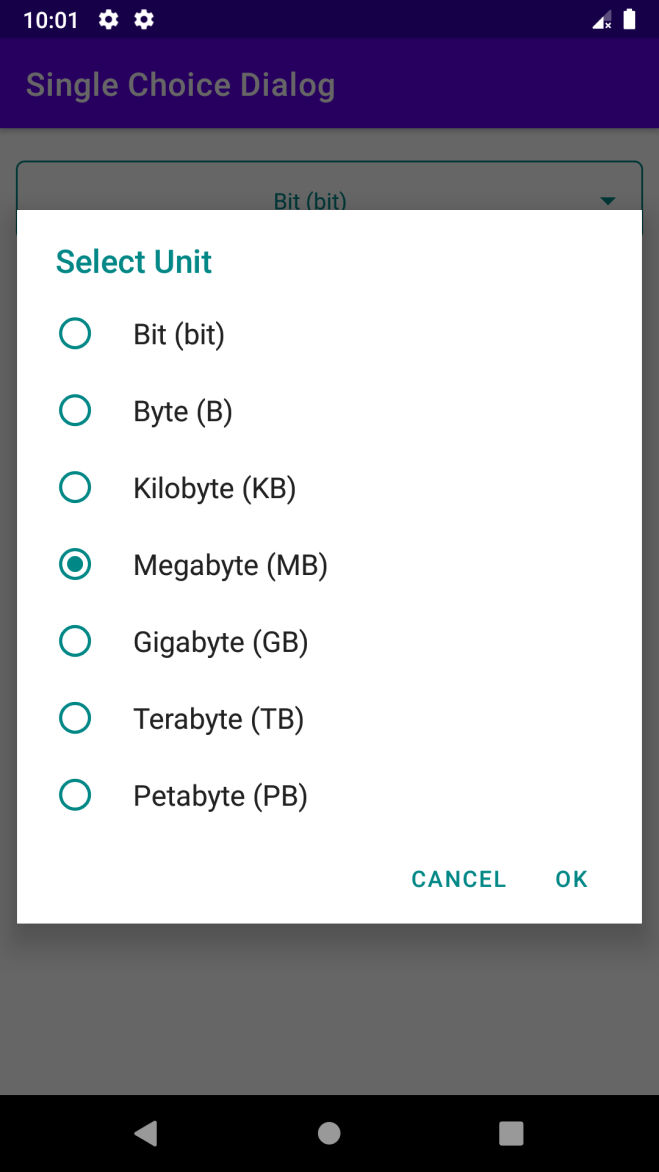 10:01
Single Choice Dialog
Bit (bit)
Select Unit
Bit (bit)
Byte (B)
Kilobyte (KB)
Megabyte (MB)
Gigabyte (GB)
Terabyte (TB)
Petabyte (PB)
CANCEL OK